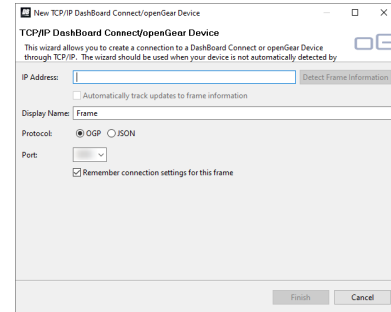 New TCP/IP DashBoard Connect/openGear Device
TCP/IP DashBoard Connect/openGear Device
This wizard allows you to create a connection to a DashBoard Connect or openGear Device
through TCP/IP. The wizard should be used when your device is not automatically detected by
IP Address:
Detect Frame Information
Automatically track updates to frame information
Display Name: Frame
Protocol: OGP JSON
Port:
Remember connection settings for this frame
Finish Cancel